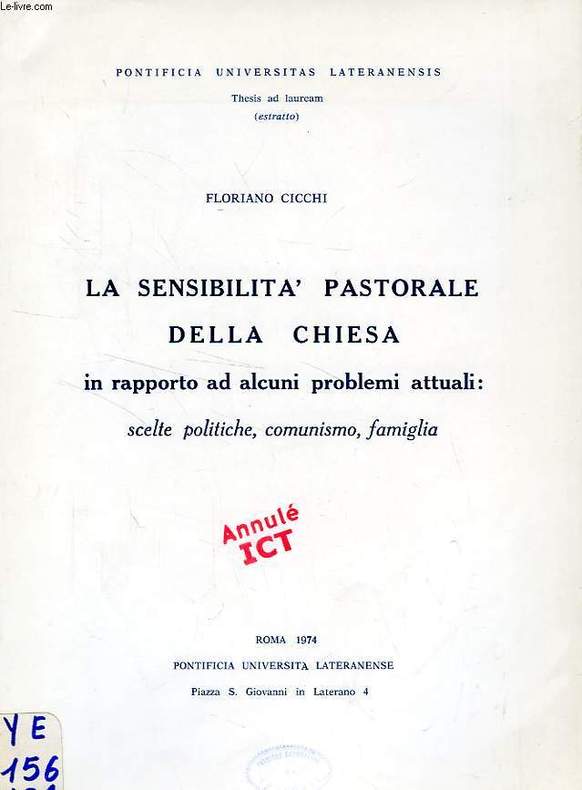 Le-livre.com
PONTIFICIA UNIVERSITAS LATERANENSIS
Thesis ad lauream
(estratto)
FLORIANO CICCHI
LA SENSIBILITA' PASTORALE
DELLA CHIESA
in rapporto ad alcuni problemi attuali:
scelte politiche, comunismo, famiglia
Annulé
ICT
ROMA 1974
PONTIFICIA UNIVERSITÀ LATERANENSE
Piazza S. Giovanni in Laterano 4
YE
156